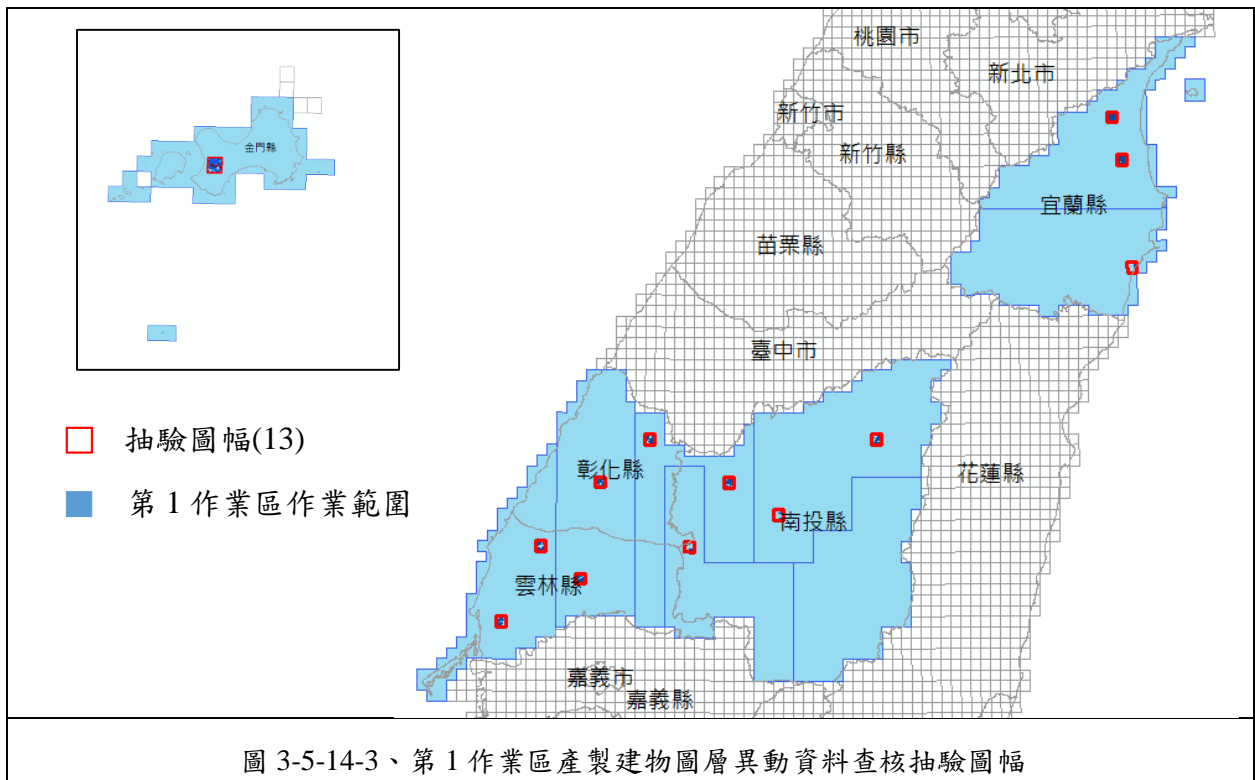 桃園市
新北市
新竹市
金門縣
新竹縣
宜蘭縣
苗栗縣
臺中市
抽驗圖幅(13)
彰化縣
花蓮縣
第 1 作業區作業範圍
南投縣
雲林縣
嘉義市
嘉義縣
圖 3-5-14-3、第 1 作業區產製建物圖層異動資料查核抽驗圖幅